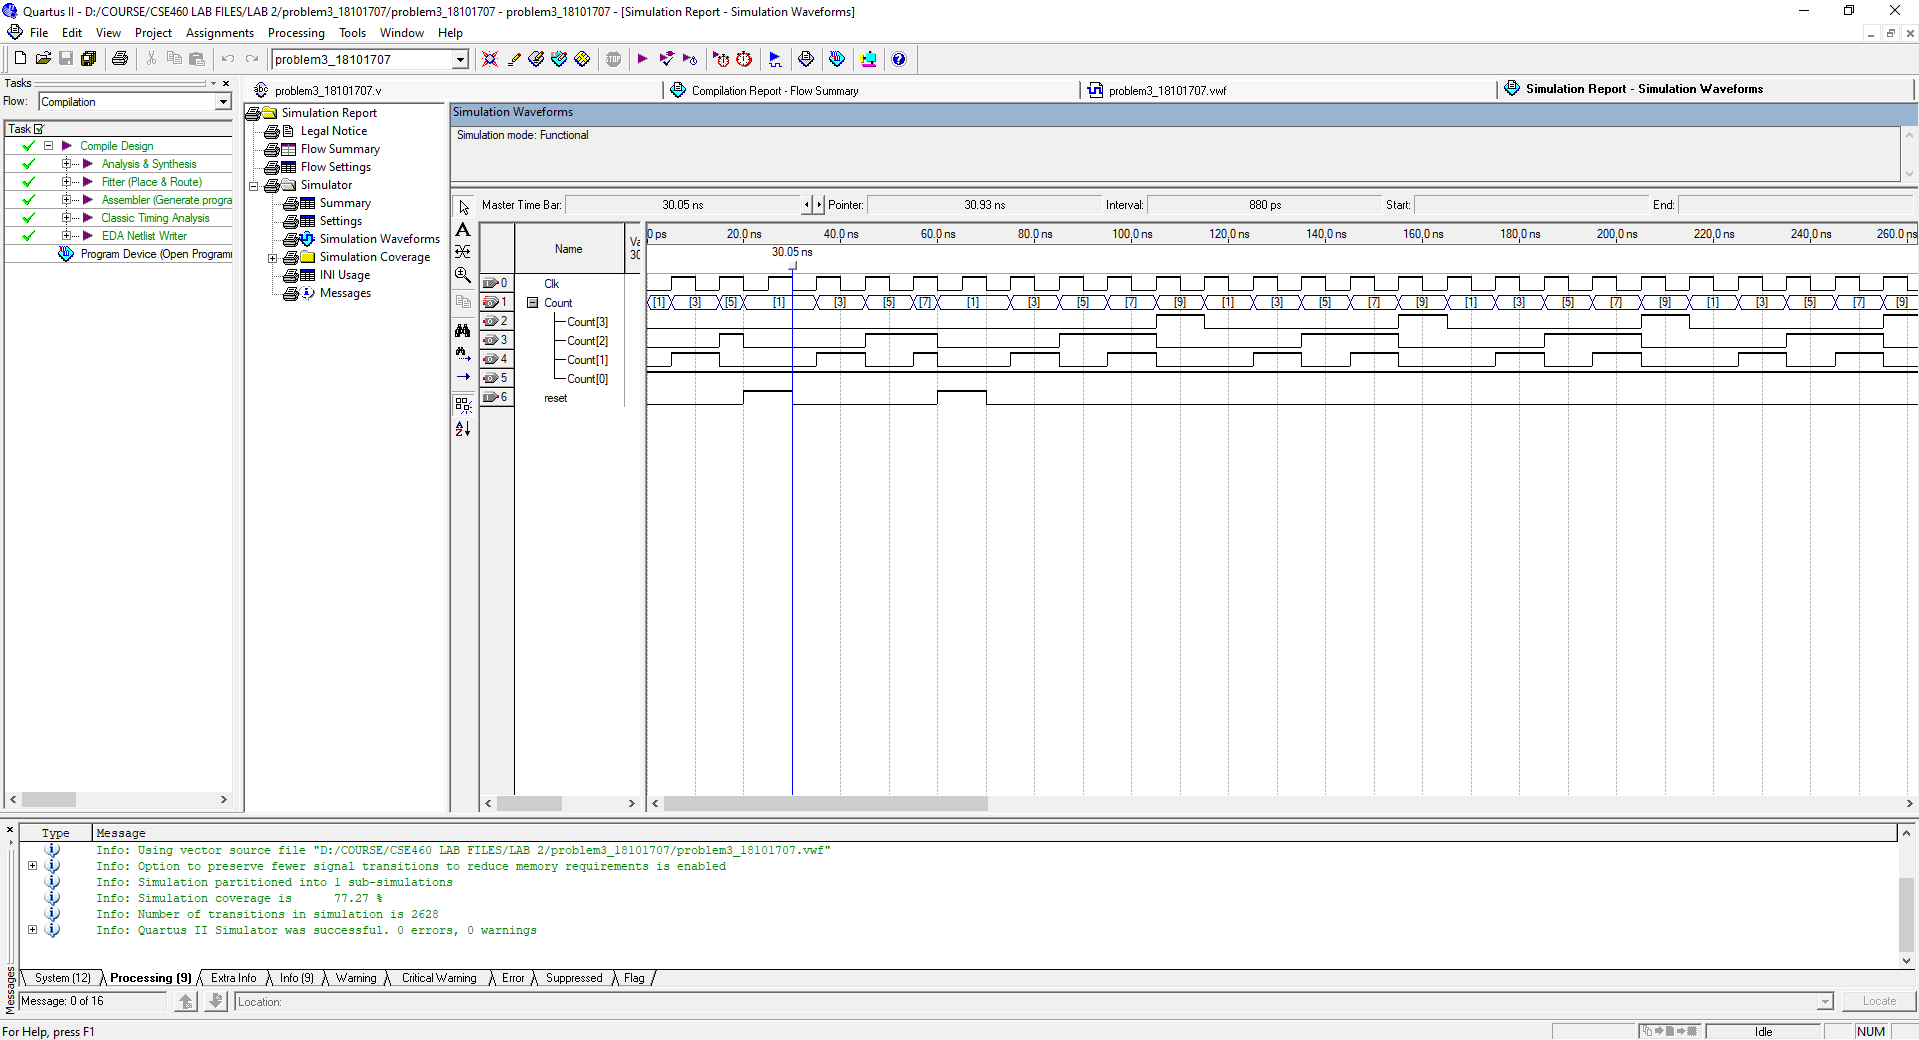 Quartus II - D:/COURSE/CSE460 LAB FILES/LAB 2/problem3_18101707/problem3_18101707 - problem3_18101707 - [Simulation Report - Simulation Waveforms]
File Edit View Project Assignments Processing Tools Window Help
problem3_18101707
Tasks
Flow: Compilation
Task
Compile Design
Analysis & Synthesis
Fitter (Place & Route)
Assembler (Generate progra
Classic Timing Analysis
EDA Netlist Writer
Program Device (Open Program
problem3_18101707.v
Compilation Report - Flow Summary
problem3_18101707.vwf
Simulation Report - Simulation Waveforms
Simulation Report
Legal Notice
Flow Summary
Flow Settings
Simulator
Summary
Settings
Simulation Waveforms
Simulation Coverage
INI Usage
Messages
Simulation Waveforms
Simulation mode: Functional
Master Time Bar: 30.05 ns Pointer: 30.93 ns Interval: 880 ps Start: End:
Name
Va
30
0 ps 20.0 ns 40.0 ns 60.0 ns 80.0 ns 100.0 ns 120.0 ns 140.0 ns 160.0 ns 180.0 ns 200.0 ns 220.0 ns 240.0 ns 260.0 ns
30.05 ns
0 Clk
1 Count [1] [3] [5] [1] [3] [5] [7] [1] [3] [5] [7] [9] [1] [3] [5] [7] [9] [1] [3] [5] [7] [9] [1] [3] [5] [7] [9]
2 Count[3]
3 Count[2]
4 Count[1]
5 Count[0]
6 reset
Type Message
Info: Using vector source file "D:/COURSE/CSE460 LAB FILES/LAB 2/problem3_18101707/problem3_18101707.vwf"
Info: Option to preserve fewer signal transitions to reduce memory requirements is enabled
Info: Simulation partitioned into 1 sub-simulations
Info: Simulation coverage is 77.27 %
Info: Number of transitions in simulation is 2628
Info: Quartus II Simulator was successful. 0 errors, 0 warnings
System (12) Processing (9) Extra Info Info (9) Warning Critical Warning Error Suppressed Flag
Messages
Message: 0 of 16 Location: Locate
For Help, press F1 Idle NUM